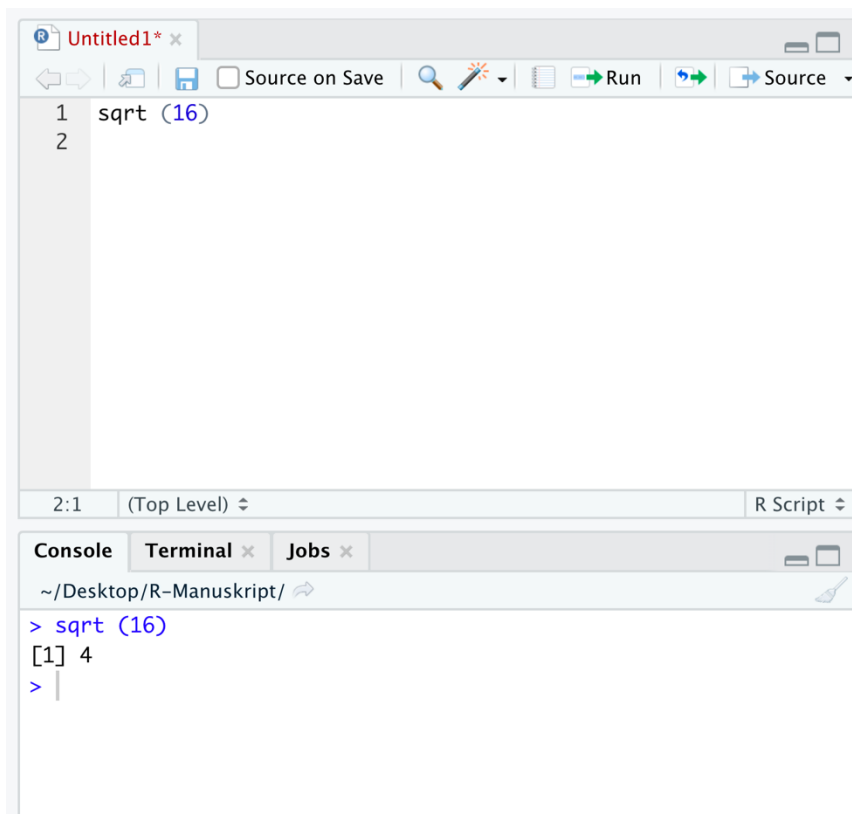 Untitled1*
Source on Save Run Source
1 sqrt (16)
2
2:1 (Top Level) R Script
Console Terminal Jobs
~/Desktop/R-Manuskript/
> sqrt (16)
[1] 4
>